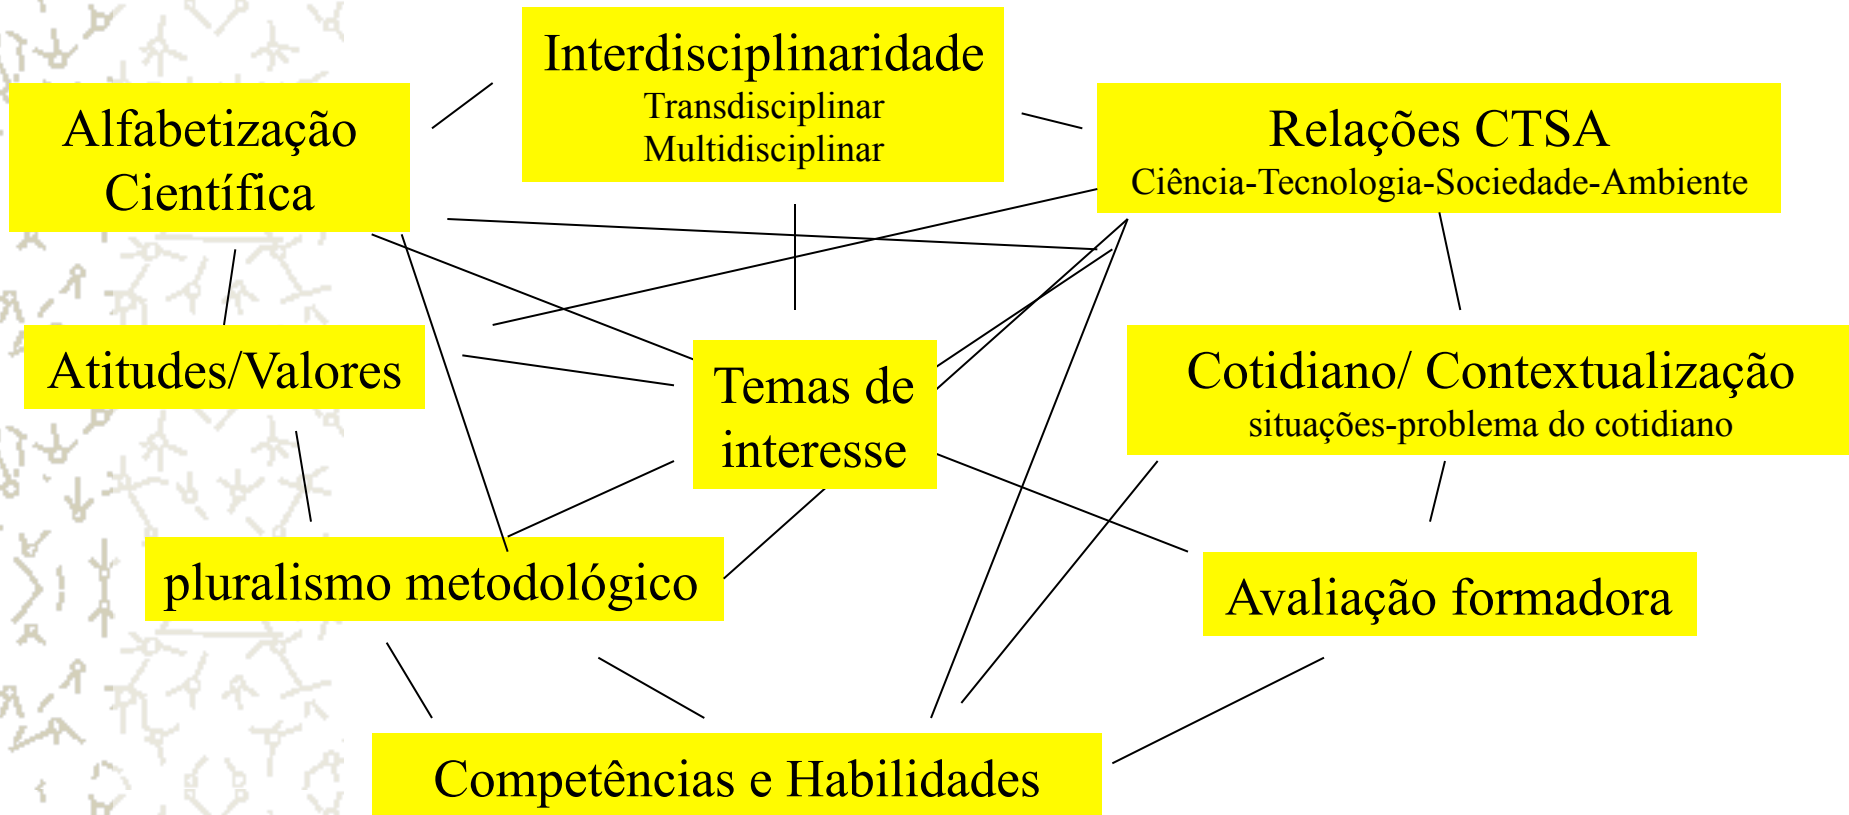 Interdisciplinaridade
Transdisciplinar
Multidisciplinar
Alfabetização
Científica
Relações CTSA
Ciência-Tecnologia-Sociedade-Ambiente
Atitudes/Valores
Temas de
interesse
Cotidiano/ Contextualização
situações-problema do cotidiano
pluralismo metodológico
Avaliação formadora
Competências e Habilidades